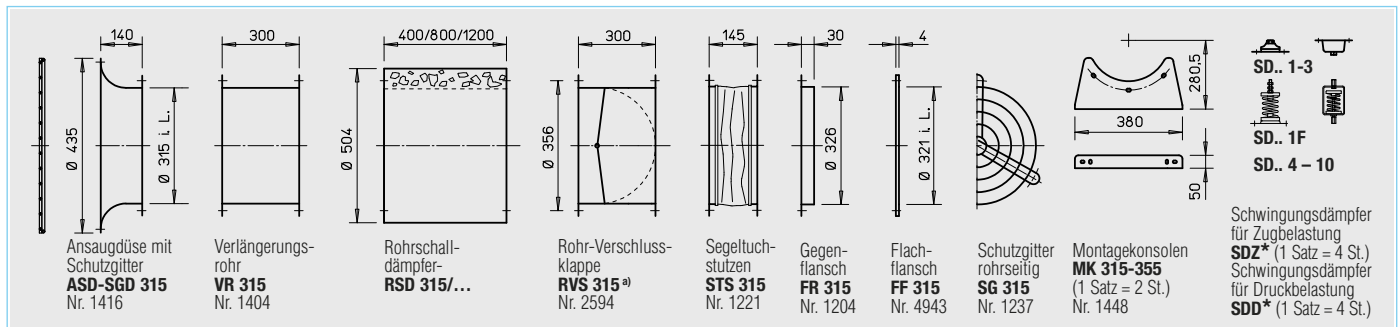 140
300
400/800/1200
300
145
30
4
280,5
380
50
Ø 435
Ø 315 i. L.
Ø 504
Ø 356
Ø 326
Ø 321 i. L.
SD.. 1-3
SD.. 1F
SD.. 4 – 10
Ansaugdüse mit
Schutzgitter
ASD-SGD 315
Nr. 1416
Verlängerungs-
rohr
VR 315
Nr. 1404
Rohrschall-
dämpfer-
RSD 315/…
Rohr-Verschluss-
klappe
RVS 315 a)
Nr. 2594
Segeltuch-
stutzen
STS 315
Nr. 1221
Gegen-
flansch
FR 315
Nr. 1204
Flach-
flansch
FF 315
Nr. 4943
Schutzgitter
rohrseitig
SG 315
Nr. 1237
Montagekonsolen
MK 315-355
(1 Satz = 2 St.)
Nr. 1448
Schwingungsdämpfer
für Zugbelastung
SDZ* (1 Satz = 4 St.)
Schwingungsdämpfer
für Druckbelastung
SDD* (1 Satz = 4 St.)